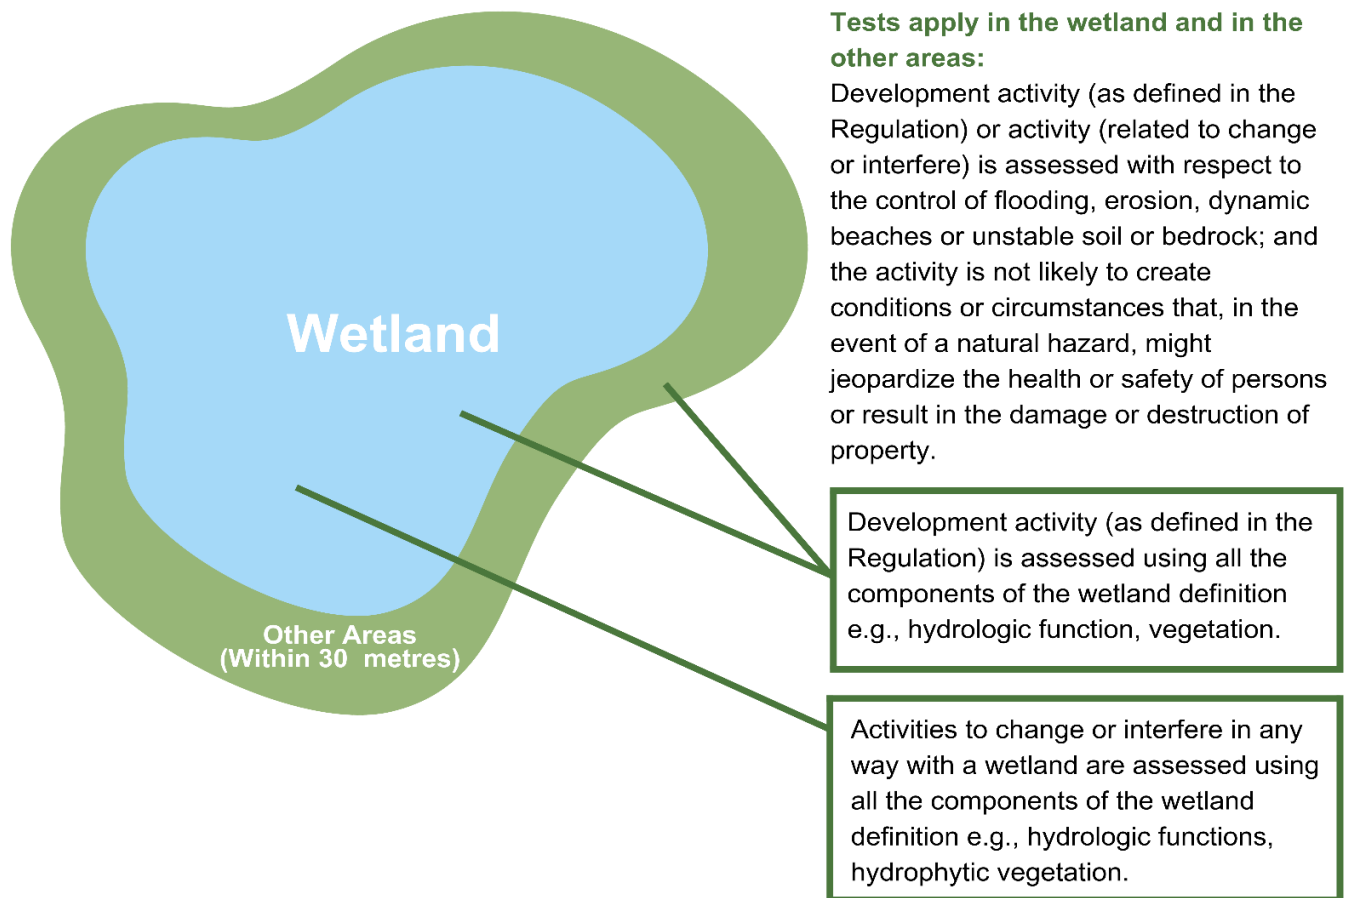 Tests apply in the wetland and in the
other areas:
Development activity (as defined in the
Regulation) or activity (related to change
or interfere) is assessed with respect to
the control of flooding, erosion, dynamic
beaches or unstable soil or bedrock; and
the activity is not likely to create
conditions or circumstances that, in the
event of a natural hazard, might
jeopardize the health or safety of persons
or result in the damage or destruction of
property.
Wetland
Other Areas
(Within 30 metres)
Development activity (as defined in the
Regulation) is assessed using all the
components of the wetland definition
e.g., hydrologic function, vegetation.
Activities to change or interfere in any
way with a wetland are assessed using
all the components of the wetland
definition e.g., hydrologic functions,
hydrophytic vegetation.